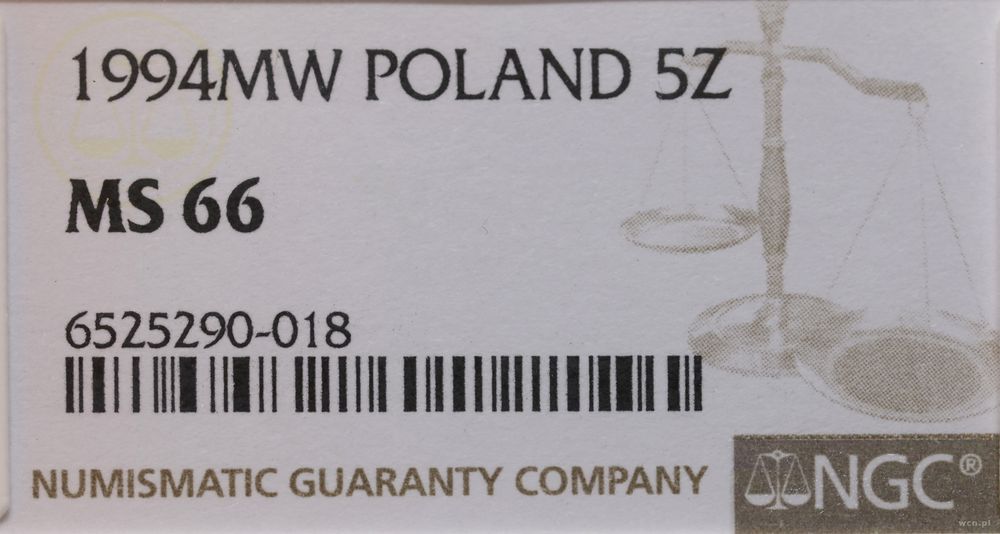 1994MW POLAND 5Z
MS 66
6525290-018
NUMISMATIC GUARANTY COMPANY
NGC®
wcn.pl